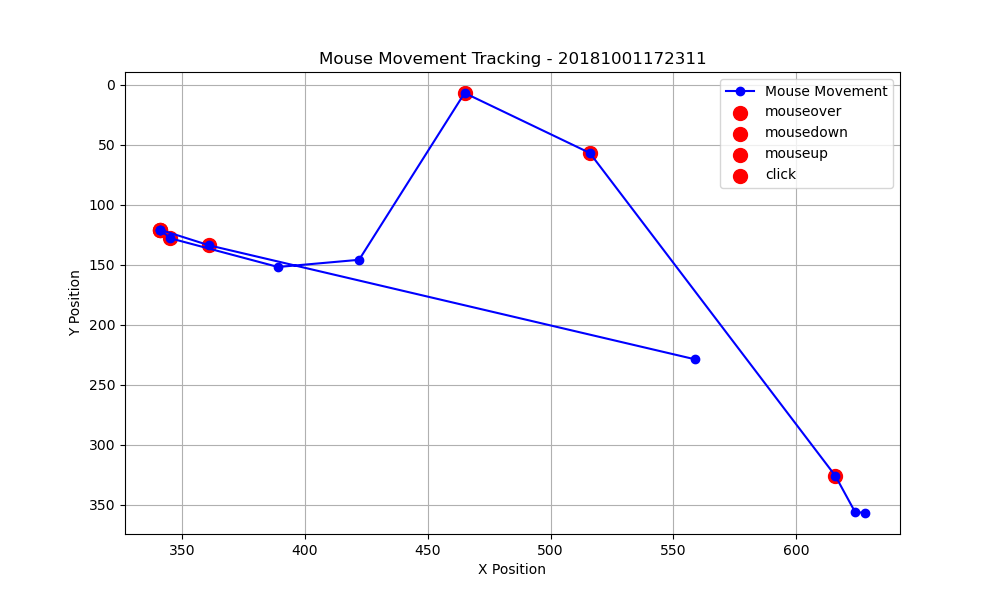 Mouse Movement Tracking - 20181001172311
Mouse Movement
mouseover
mousedown
mouseup
click
0
50
100
150
200
250
300
350
Y Position
350
400
450
500
550
600
X Position